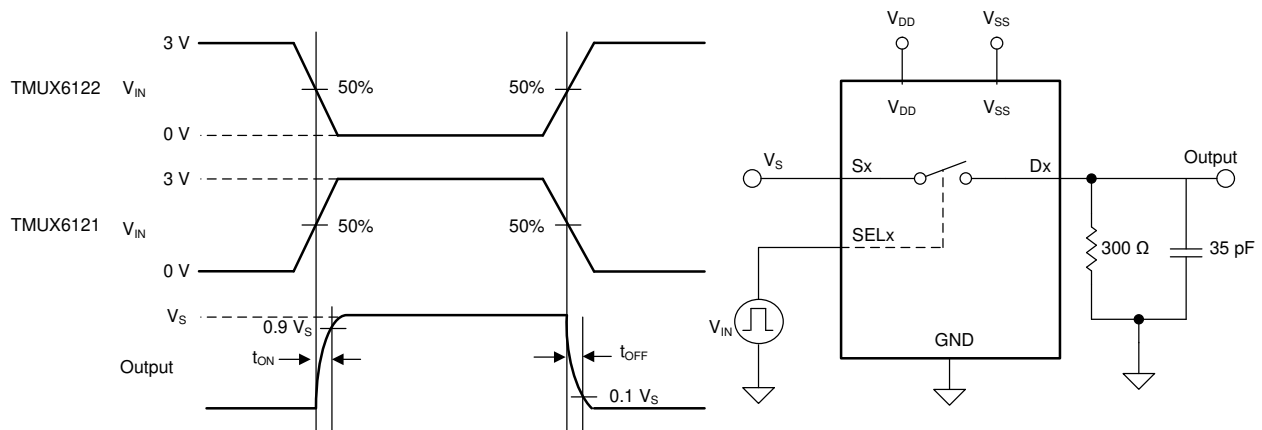 3 V
TMUX6122 V_IN 50% 50%
0 V
3 V
TMUX6121 V_IN 50% 50%
0 V
V_S
0.9 V_S
t_ON
t_OFF
Output
0.1 V_S
V_DD V_SS
V_DD V_SS
V_S Sx Dx Output
SELx
300 Ω 35 pF
V_IN
GND